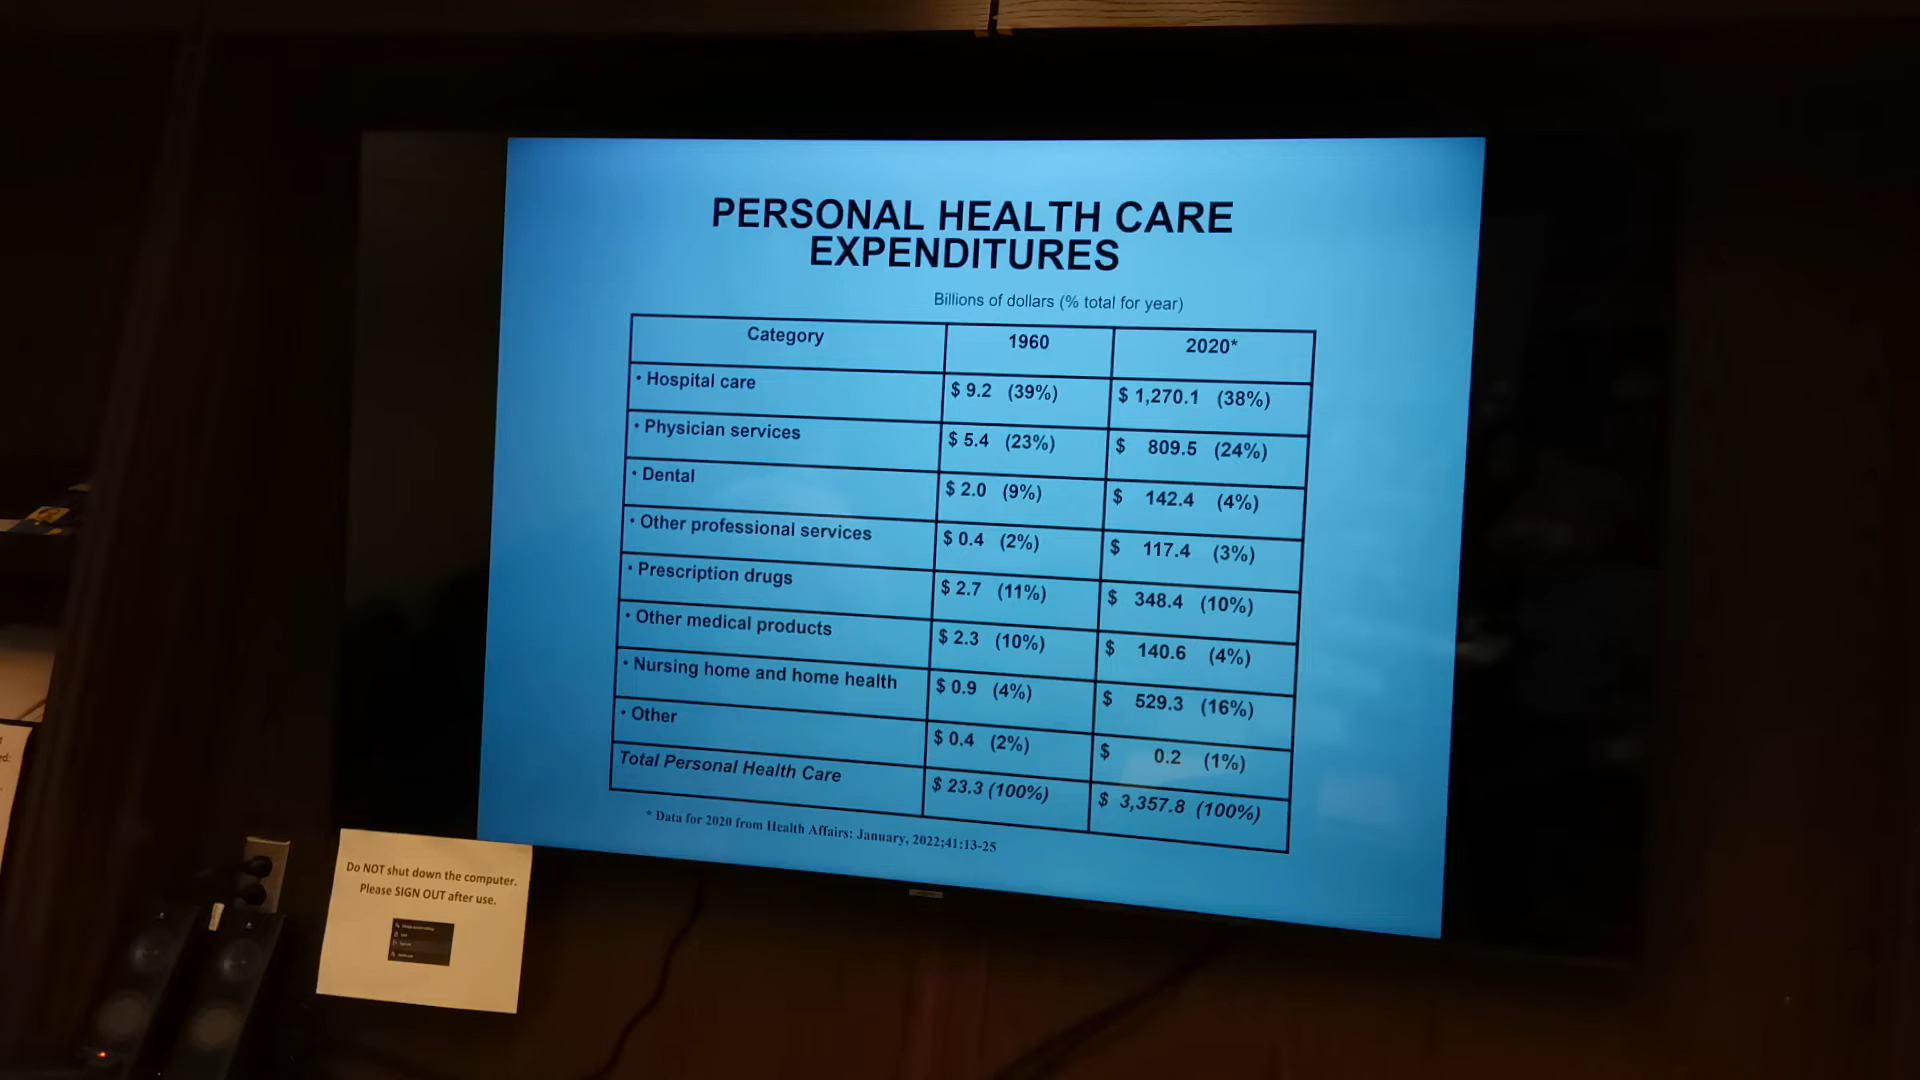 PERSONAL HEALTH CARE
EXPENDITURES
Billions of dollars (% total for year)
Category 1960 2020*
• Hospital care $ 9.2 (39%) $ 1,270.1 (38%)
• Physician services $ 5.4 (23%) $ 809.5 (24%)
• Dental $ 2.0 (9%) $ 142.4 (4%)
• Other professional services $ 0.4 (2%) $ 117.4 (3%)
• Prescription drugs $ 2.7 (11%) $ 348.4 (10%)
• Other medical products $ 2.3 (10%) $ 140.6 (4%)
• Nursing home and home health $ 0.9 (4%) $ 529.3 (16%)
• Other $ 0.4 (2%) $ 0.2 (1%)
Total Personal Health Care $ 23.3 (100%) $ 3,357.8 (100%)
* Data for 2020 from Health Affairs: January, 2022;41:13-25
Do NOT shut down the computer.
Please SIGN OUT after use.